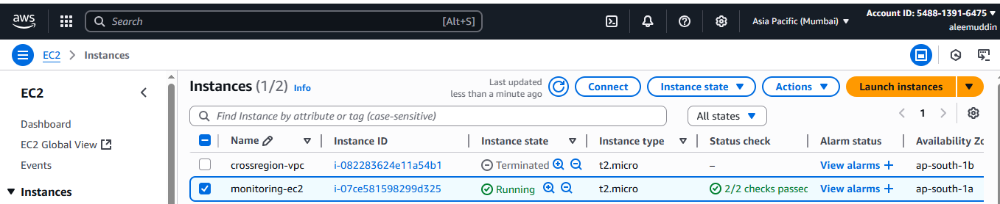 aws
Search [Alt+S]
Asia Pacific (Mumbai)
Account ID: 5488-1391-6475
aleemuddin
EC2 Instances
EC2
Dashboard
EC2 Global View
Events
Instances
Instances (1/2) Info
Last updated
less than a minute ago
Connect
Instance state
Actions
Launch instances
Find Instance by attribute or tag (case-sensitive)
All states
1
Name Instance ID Instance state Instance type Status check Alarm status Availability Zo
crossregion-vpc i-082283624e11a54b1 Terminated t2.micro – View alarms + ap-south-1b
monitoring-ec2 i-07ce581598299d325 Running t2.micro 2/2 checks passec View alarms + ap-south-1a